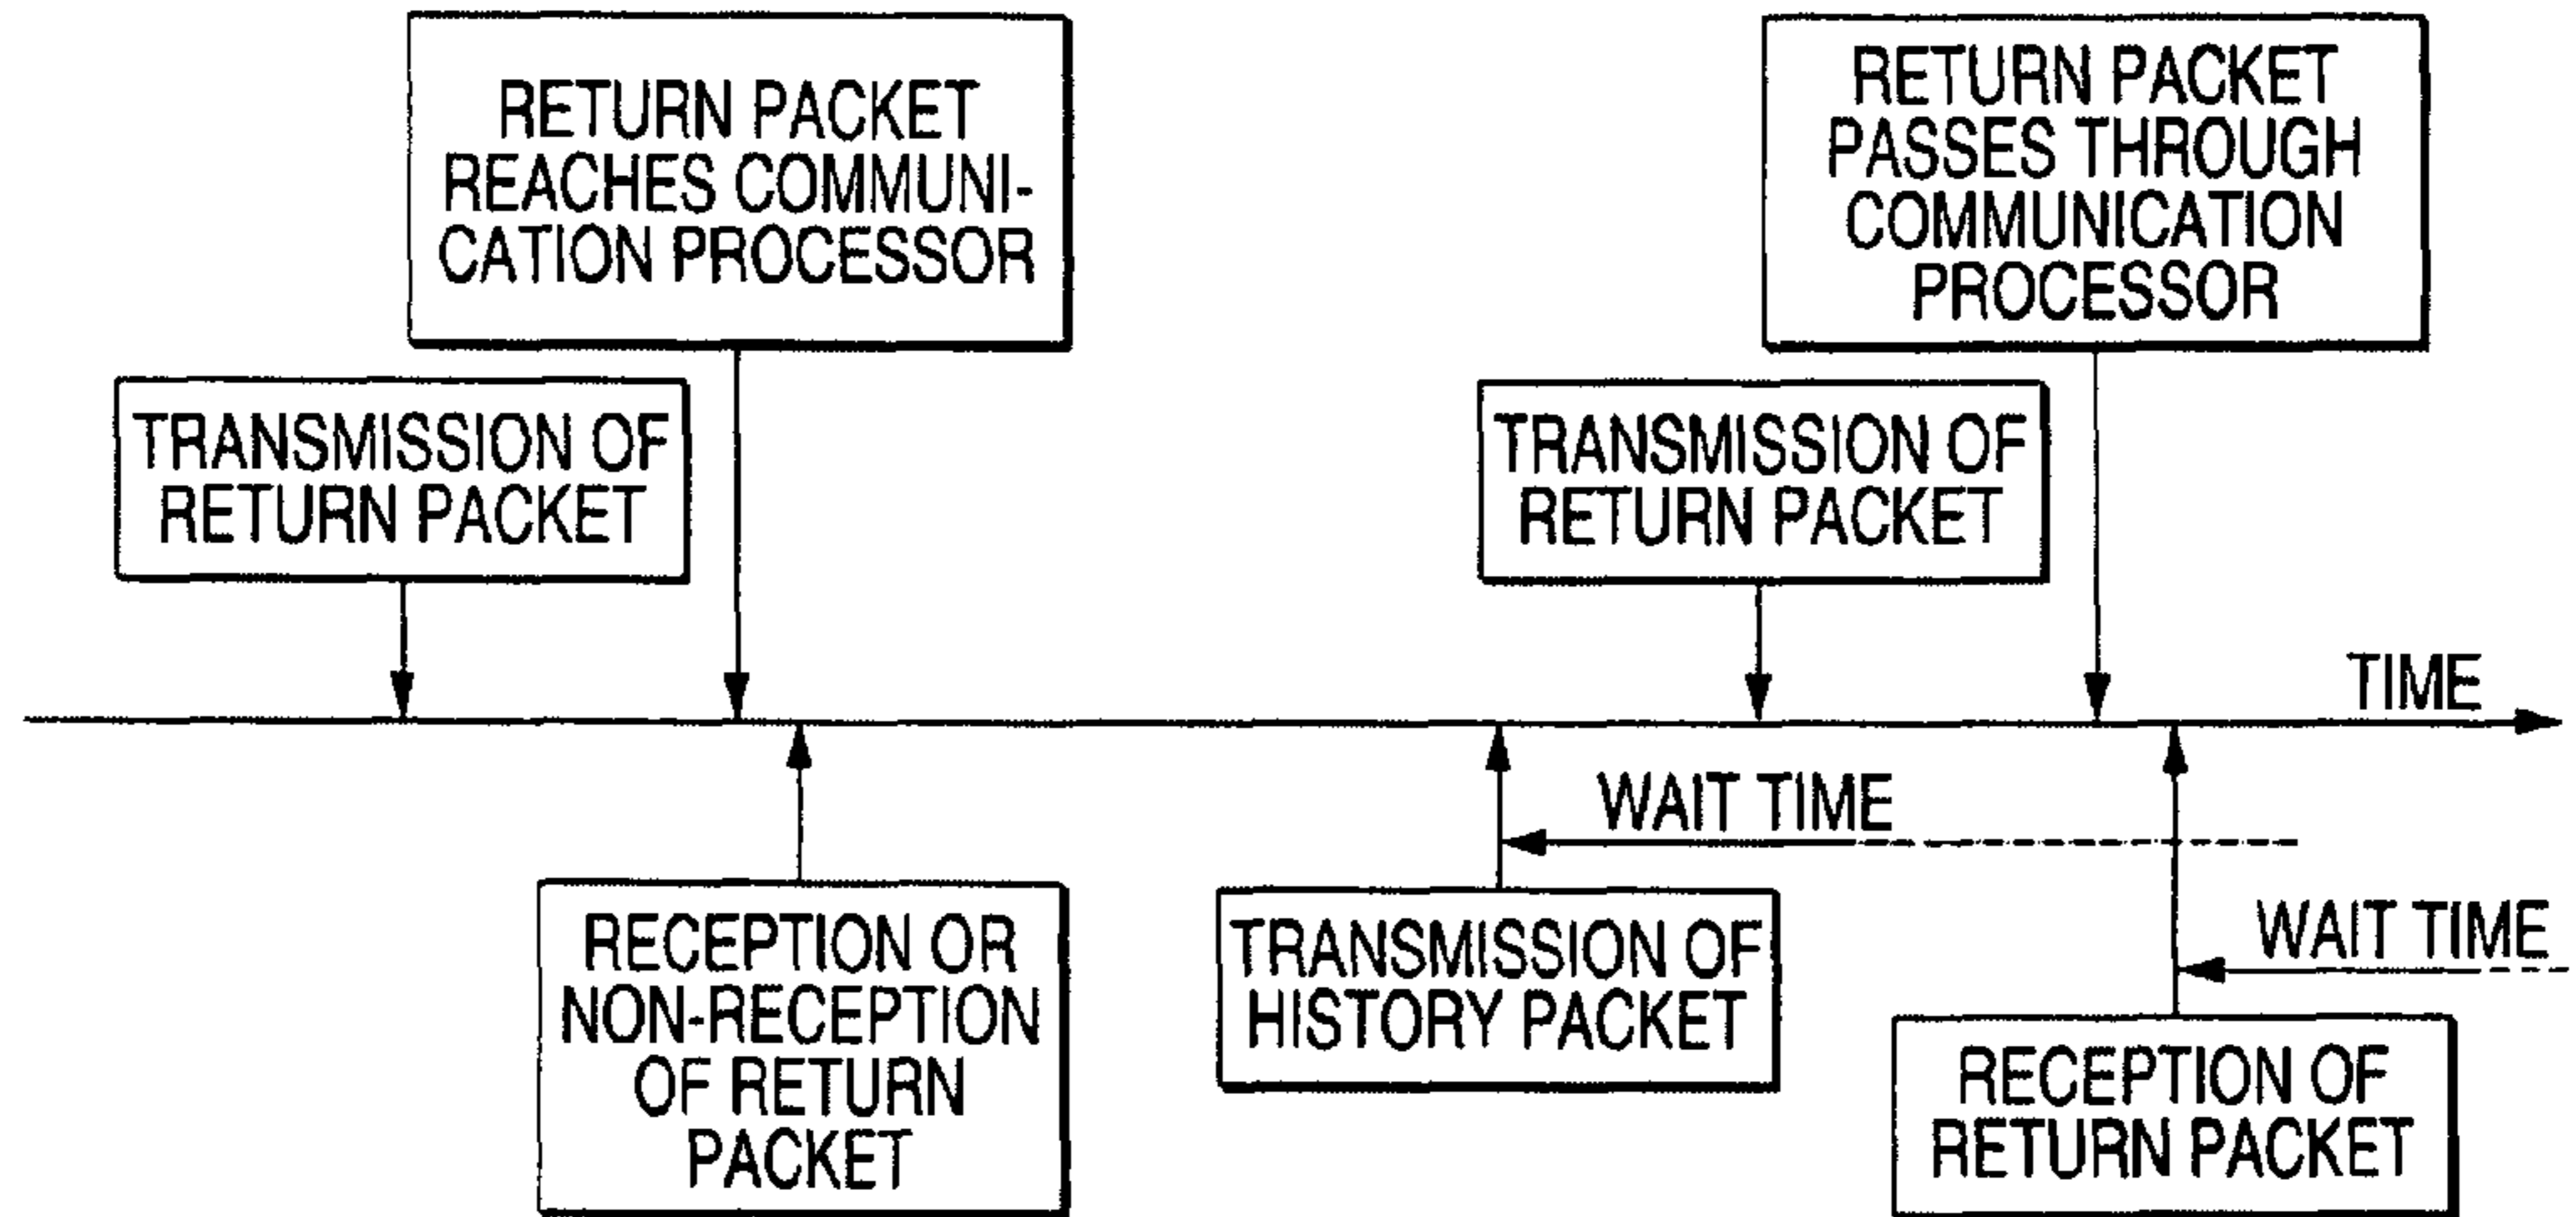 RETURN PACKET
REACHES COMMUNI-
CATION PROCESSOR
RETURN PACKET
PASSES THROUGH
COMMUNICATION
PROCESSOR
TRANSMISSION OF
RETURN PACKET
TRANSMISSION OF
RETURN PACKET
TIME
WAIT TIME
RECEPTION OR
NON-RECEPTION
OF RETURN
PACKET
TRANSMISSION OF
HISTORY PACKET
WAIT TIME
RECEPTION OF
RETURN PACKET